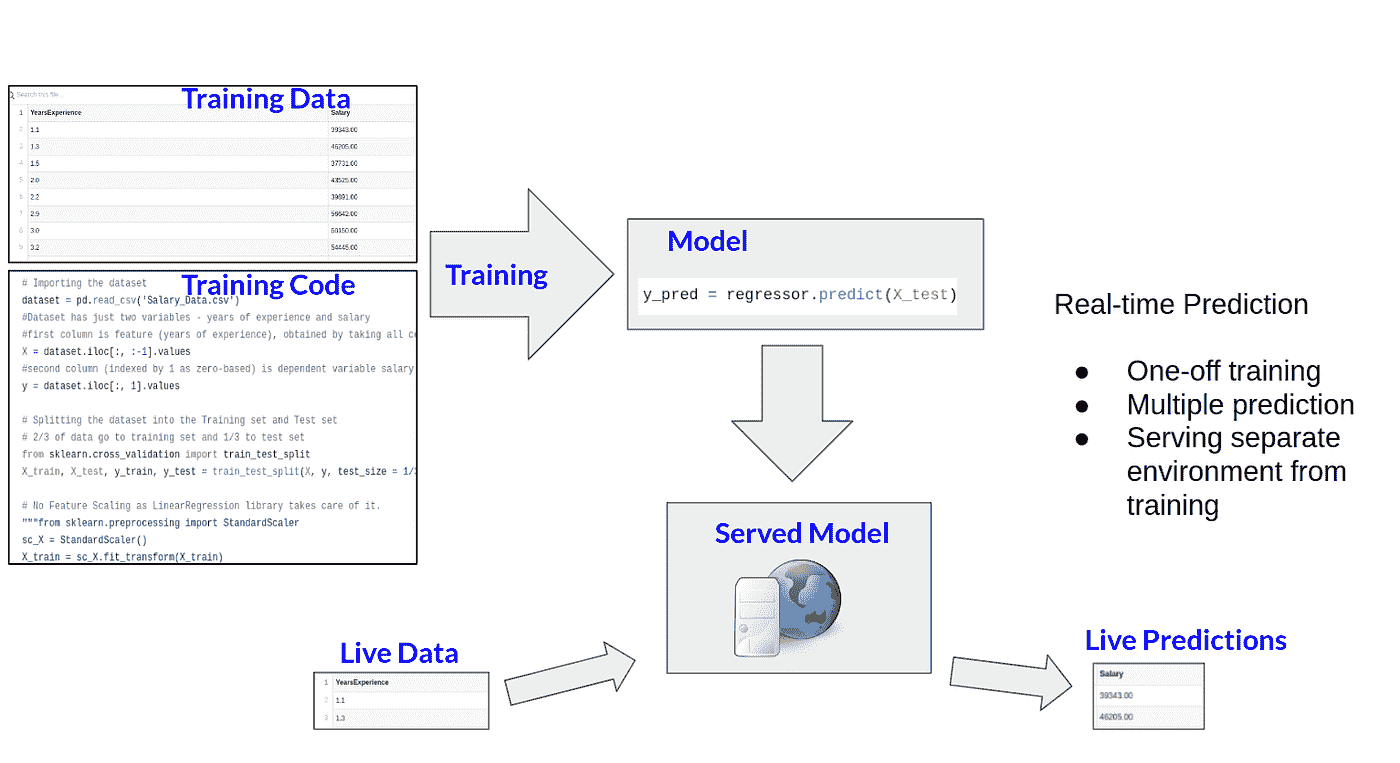 Training Data
Search this file...
1 YearsExperience Salary
2 1.1 39343.00
3 1.3 46205.00
4 1.5 37731.00
5 2.0 43525.00
6 2.2 39891.00
7 2.9 56642.00
8 3.0 60150.00
9 3.2 54445.00
Training Code
# Importing the dataset
dataset = pd.read_csv('Salary_Data.csv')
#Dataset has just two variables - years of experience and salary
#first column is feature (years of experience), obtained by taking all c
X = dataset.iloc[:, :-1].values
#second column (indexed by 1 as zero-based) is dependent variable salary
y = dataset.iloc[:, 1].values
# Splitting the dataset into the Training set and Test set
# 2/3 of data go to training set and 1/3 to test set
from sklearn.cross_validation import train_test_split
X_train, X_test, y_train, y_test = train_test_split(X, y, test_size = 1/
# No Feature Scaling as LinearRegression library takes care of it.
"""from sklearn.preprocessing import StandardScaler
sc_X = StandardScaler()
X_train = sc_X.fit_transform(X_train)
Training
Model
y_pred = regressor.predict(X_test)
Real-time Prediction
● One-off training
● Multiple prediction
● Serving separate
environment from
training
Served Model
Live Data
1 YearsExperience
2 1.1
3 1.3
Live Predictions
Salary
39343.00
46205.00